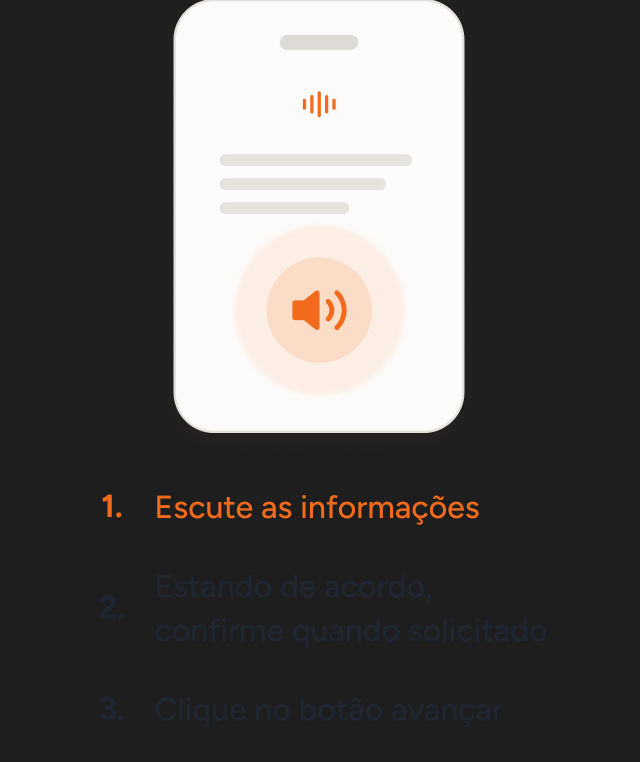 1. Escute as informações
2. Estando de acordo,
confirme quando solicitado
3. Clique no botão avançar